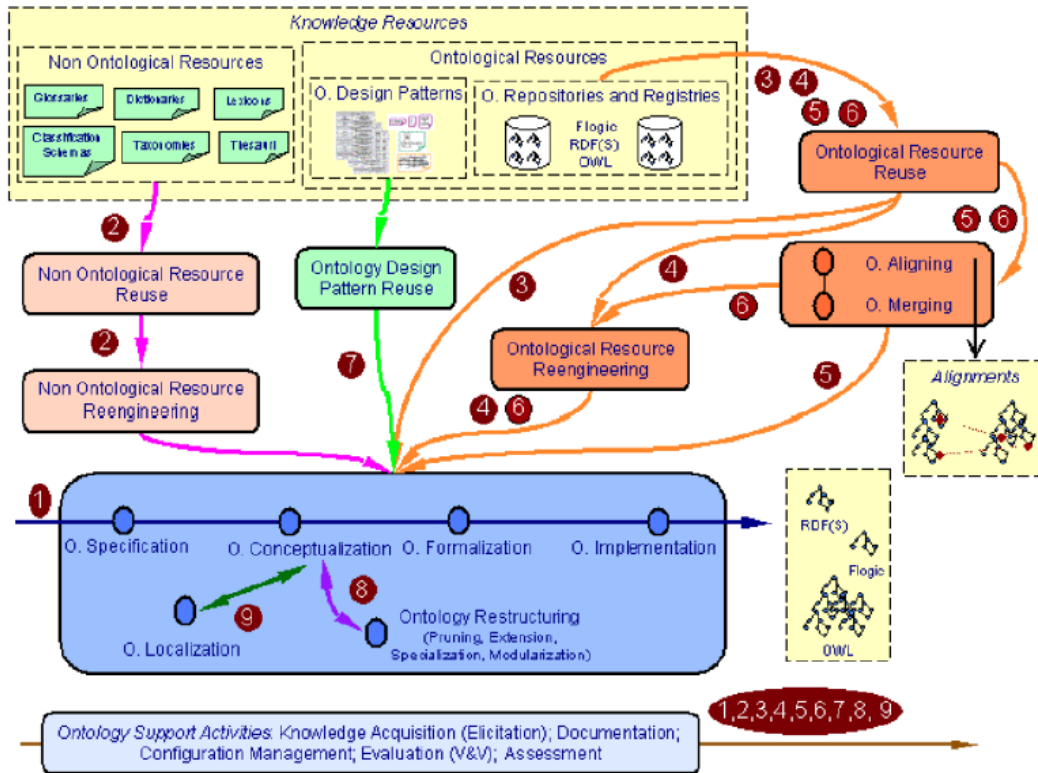 Knowledge Resources
Non Ontological Resources
Glossaries
Dictionaries
Lexicons
Classification
Schemas
Taxonomies
Thesauri
Ontological Resources
O. Design Patterns
O. Repositories and Registries
Flogic
RDF(S)
OWL
3 4
5 6
Ontological Resource
Reuse
2
5 6
Non Ontological Resource
Reuse
Ontology Design
Pattern Reuse
3
4
O. Aligning
O. Merging
6
2
7
Ontological Resource
Reengineering
5
Non Ontological Resource
Reengineering
4 6
Alignments
1
O. Specification
O. Conceptualization
O. Formalization
O. Implementation
RDF(S)
Flogic
OWL
9
8
O. Localization
Ontology Restructuring
(Pruning, Extension,
Specialization, Modularization)
1,2,3,4,5,6,7,8, 9
Ontology Support Activities: Knowledge Acquisition (Elicitation); Documentation;
Configuration Management; Evaluation (V&V); Assessment